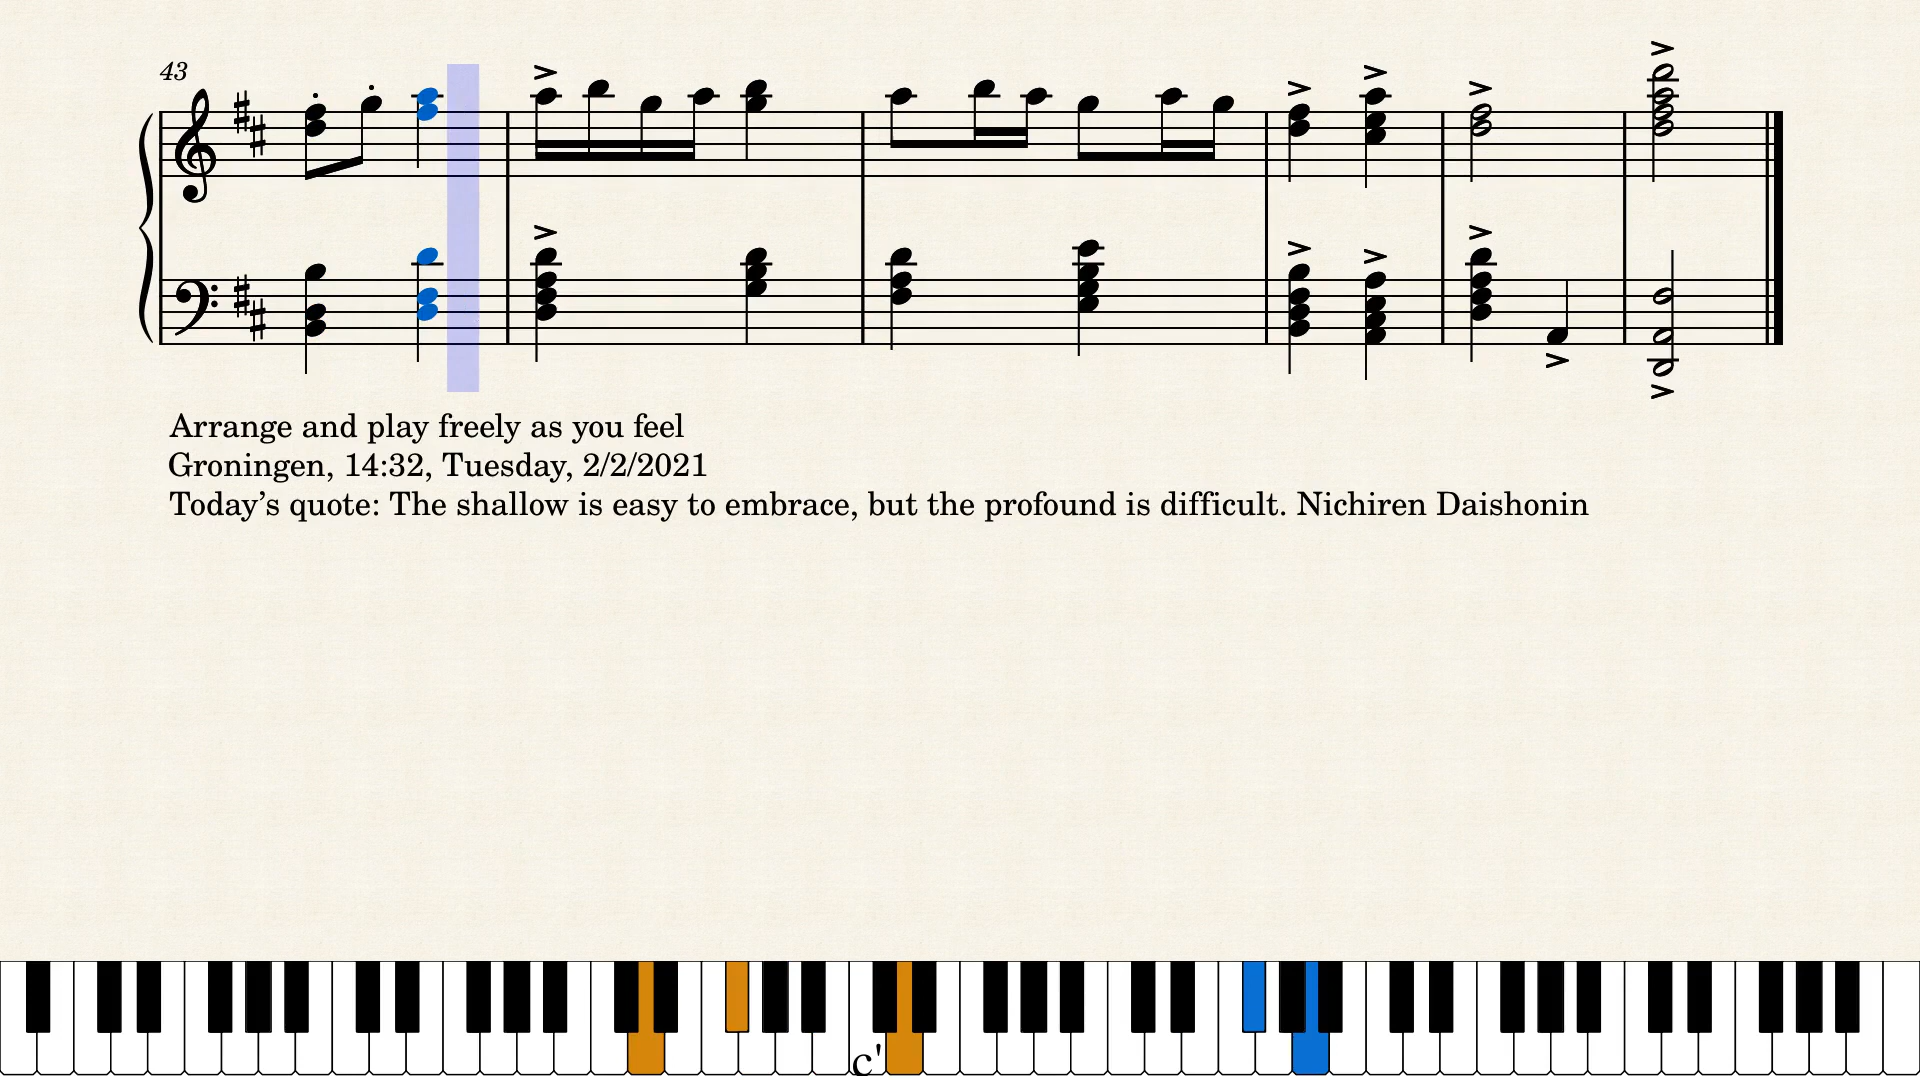 43
Arrange and play freely as you feel
Groningen, 14:32, Tuesday, 2/2/2021
Today’s quote: The shallow is easy to embrace, but the profound is difficult. Nichiren Daishonin
c'